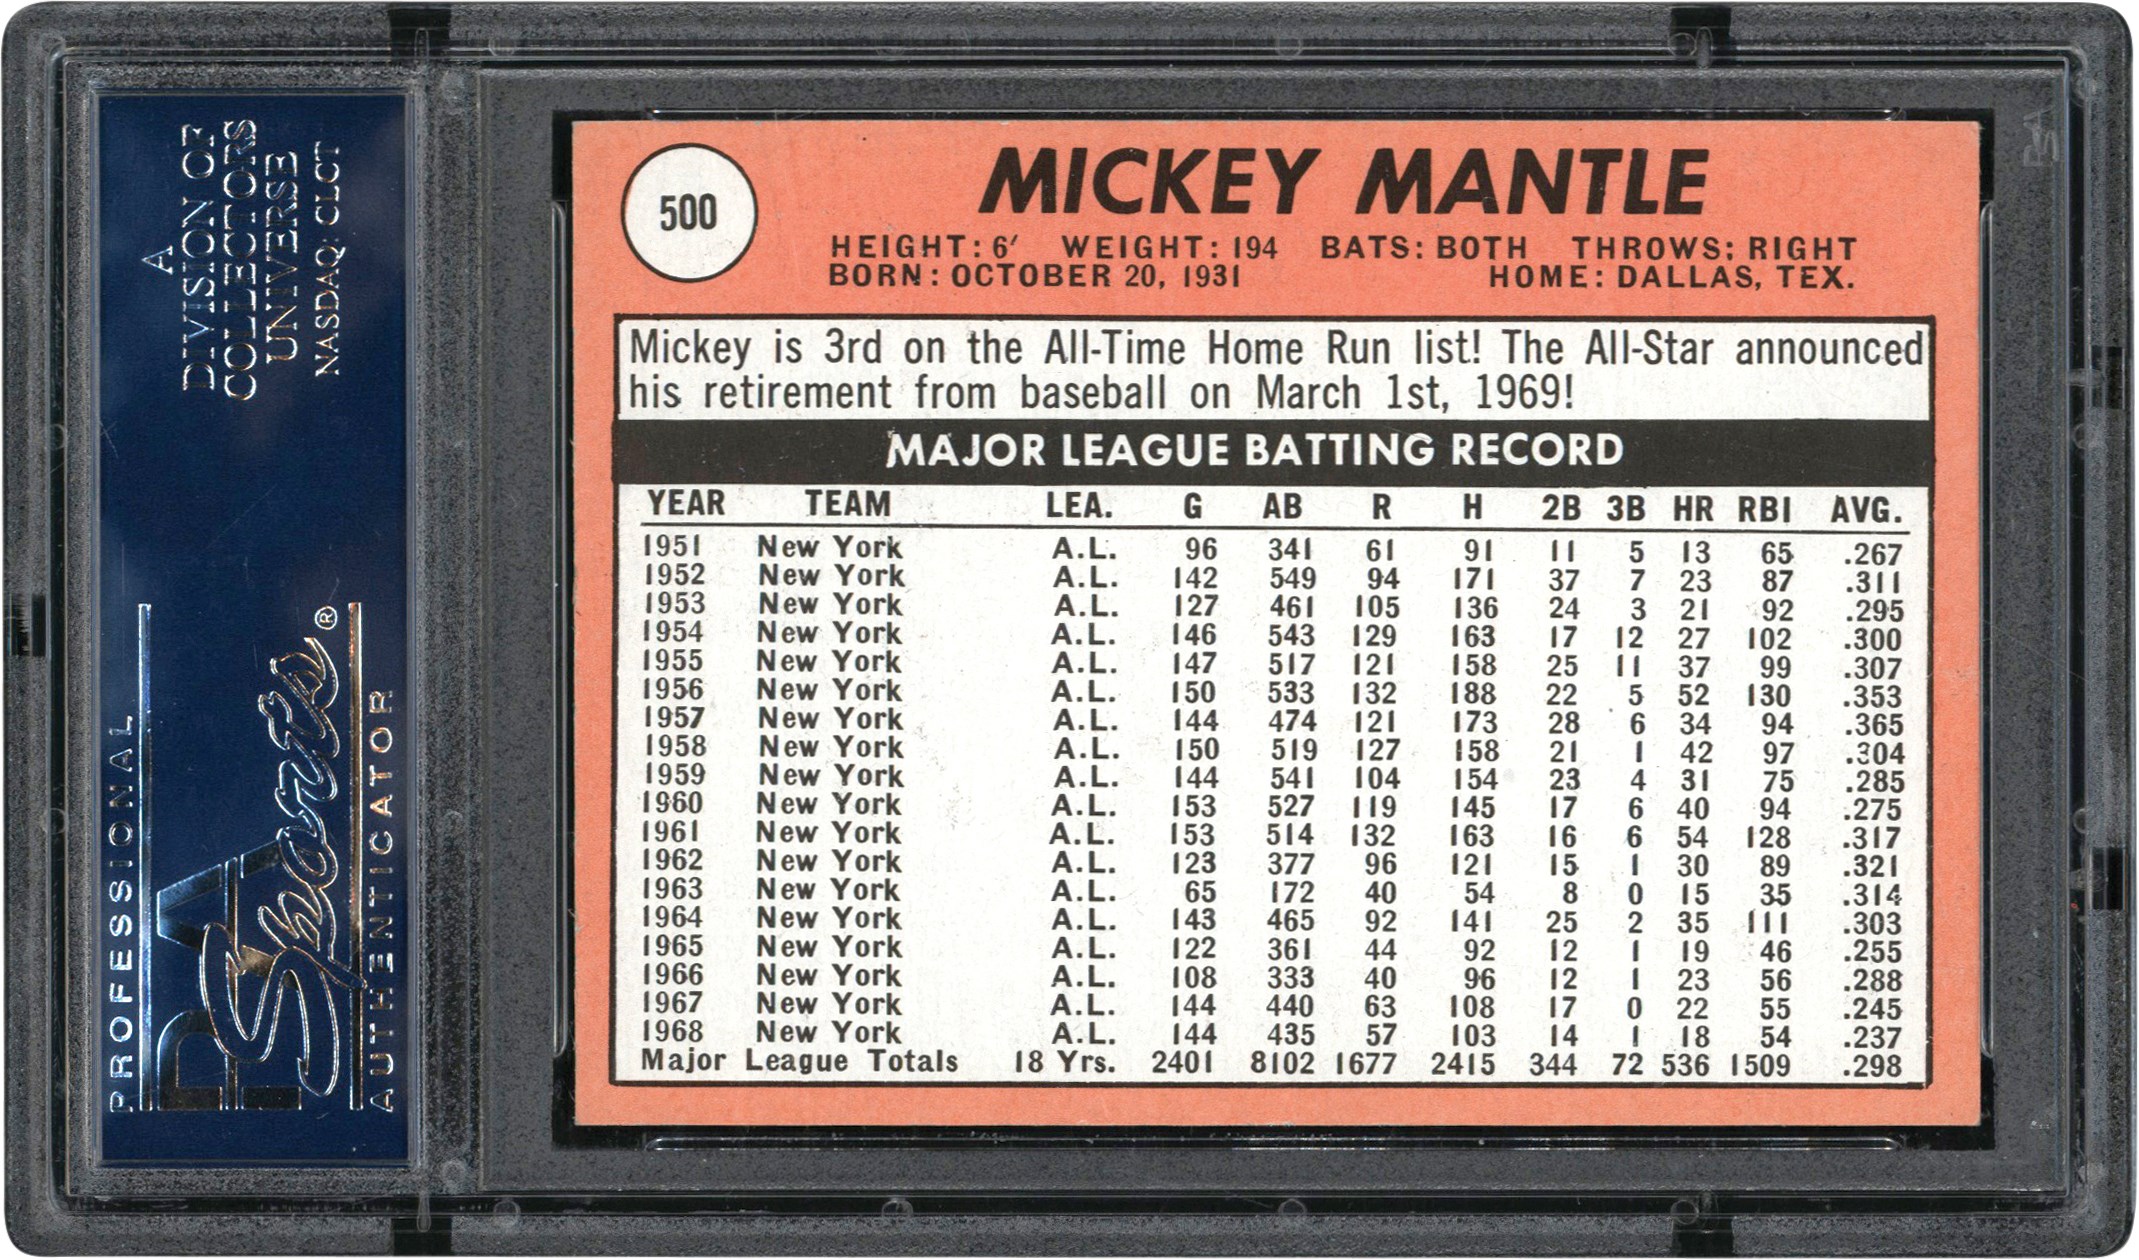 A
DIVISION OF
COLLECTORS
UNIVERSE
NASDAQ: CLCT
PROFESSIONAL
PSA
Sports®
AUTHENTICATOR
500
MICKEY MANTLE
HEIGHT: 6′ WEIGHT: 194 BATS: BOTH THROWS: RIGHT
BORN: OCTOBER 20, 1931 HOME: DALLAS, TEX.
Mickey is 3rd on the All-Time Home Run list! The All-Star announced
his retirement from baseball on March 1st, 1969!
MAJOR LEAGUE BATTING RECORD
YEAR TEAM LEA. G AB R H 2B 3B HR RBI AVG.
1951 New York A.L. 96 341 61 91 11 5 13 65 .267
1952 New York A.L. 142 549 94 171 37 7 23 87 .311
1953 New York A.L. 127 461 105 136 24 3 21 92 .295
1954 New York A.L. 146 543 129 163 17 12 27 102 .300
1955 New York A.L. 147 517 121 158 25 11 37 99 .307
1956 New York A.L. 150 533 132 188 22 5 52 130 .353
1957 New York A.L. 144 474 121 173 28 6 34 94 .365
1958 New York A.L. 150 519 127 158 21 1 42 97 .304
1959 New York A.L. 144 541 104 154 23 4 31 75 .285
1960 New York A.L. 153 527 119 145 17 6 40 94 .275
1961 New York A.L. 153 514 132 163 16 6 54 128 .317
1962 New York A.L. 123 377 96 121 15 1 30 89 .321
1963 New York A.L. 65 172 40 54 8 0 15 35 .314
1964 New York A.L. 143 465 92 141 25 2 35 111 .303
1965 New York A.L. 122 361 44 92 12 1 19 46 .255
1966 New York A.L. 108 333 40 96 12 1 23 56 .288
1967 New York A.L. 144 440 63 108 17 0 22 55 .245
1968 New York A.L. 144 435 57 103 14 1 18 54 .237
Major League Totals 18 Yrs. 2401 8102 1677 2415 344 72 536 1509 .298
PSA